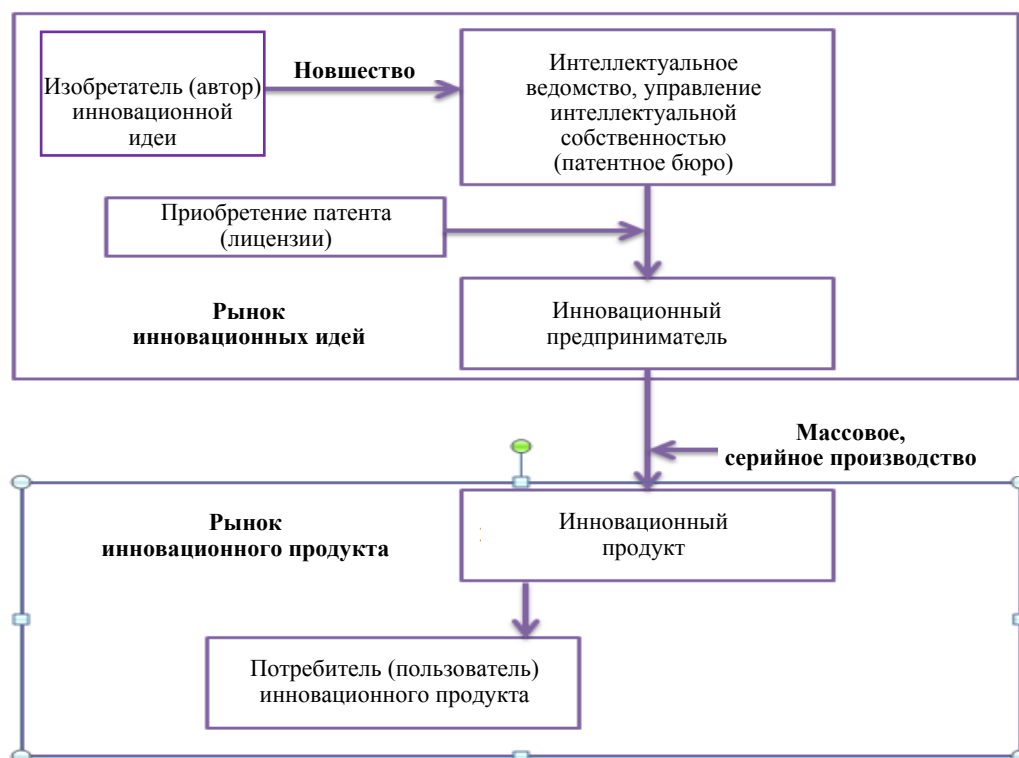 Изобретатель (автор)
инновационной
идеи
Новшество
Интеллектуальное
ведомство, управление
интеллектуальной
собственностью
(патентное бюро)
Приобретение патента
(лицензии)
Рынок
инновационных идей
Инновационный
предприниматель
Массовое,
серийное производство
Рынок
инновационного продукта
Инновационный
продукт
Потребитель (пользователь)
инновационного продукта